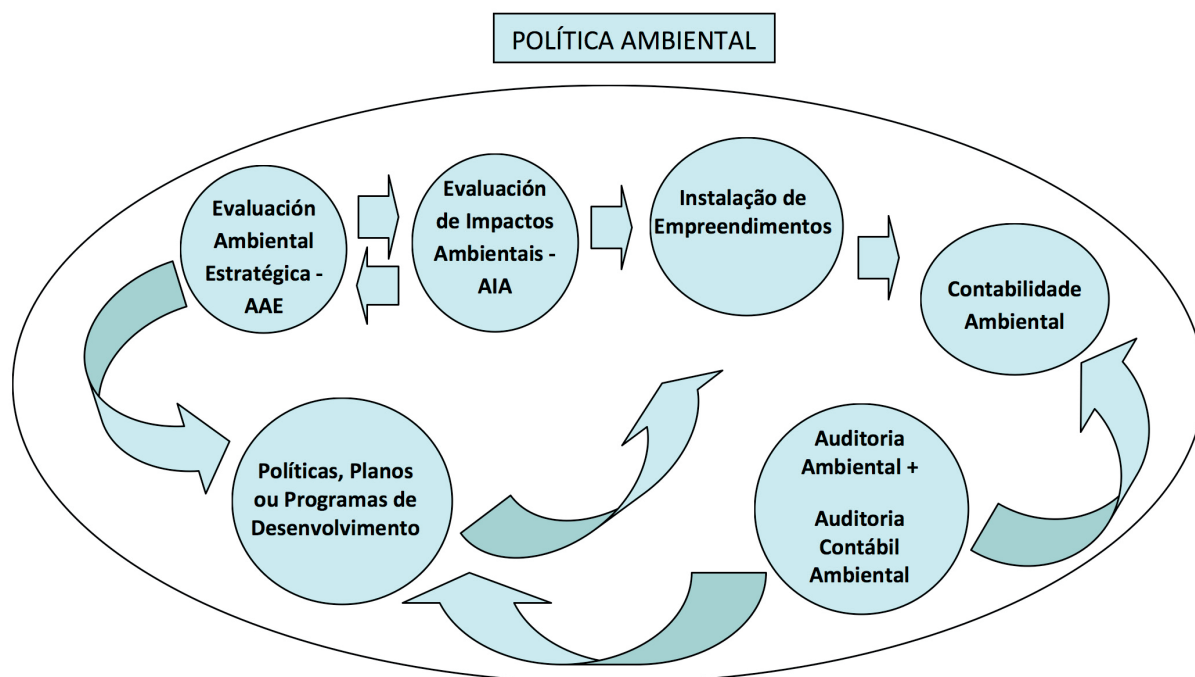 POLÍTICA AMBIENTAL
Evaluación
Ambiental
Estratégica -
AAE
Evaluación
de Impactos
Ambientais -
AIA
Instalação de
Empreendimentos
Contabilidade
Ambiental
Políticas, Planos
ou Programas de
Desenvolvimento
Auditoria
Ambiental +
Auditoria
Contábil
Ambiental